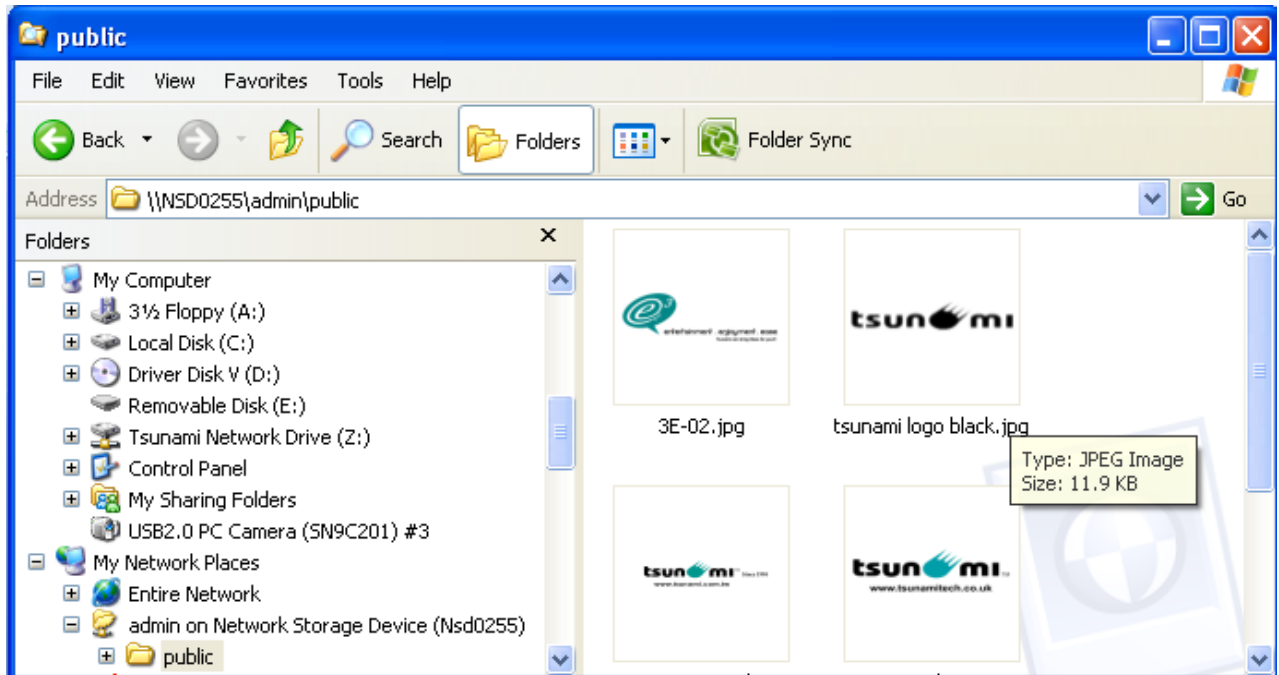 public
File Edit View Favorites Tools Help
Back Search Folders Folder Sync
Address \\NSD0255\admin\public Go
Folders
My Computer
3½ Floppy (A:)
Local Disk (C:)
Driver Disk V (D:)
Removable Disk (E:)
Tsunami Network Drive (Z:)
Control Panel
My Sharing Folders
USB2.0 PC Camera (SN9C201) #3
My Network Places
Entire Network
admin on Network Storage Device (Nsd0255)
public
e3
entertainment enjoyment ease
tsunami
3E-02.jpg
tsunami logo black.jpg
Type: JPEG Image
Size: 11.9 KB
tsunami
tsunami
www.tsunamitech.co.uk